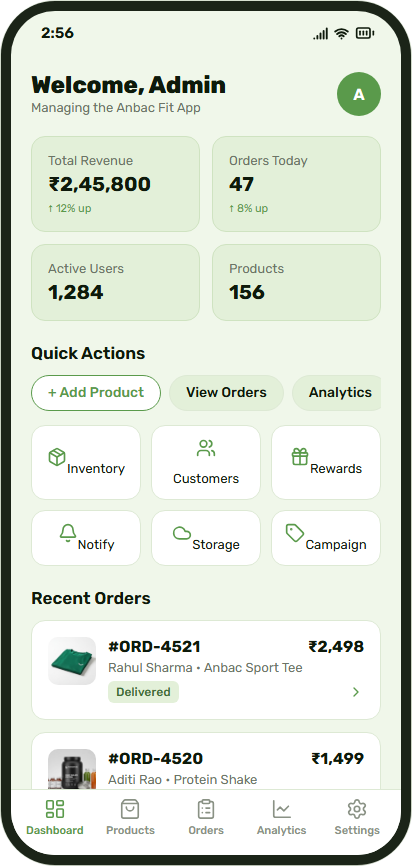 2:56
Welcome, Admin
Managing the Anbac Fit App
A
Total Revenue
₹2,45,800
↑ 12% up
Orders Today
47
↑ 8% up
Active Users
1,284
Products
156
Quick Actions
+ Add Product
View Orders
Analytics
Inventory
Customers
Rewards
Notify
Storage
Campaign
Recent Orders
#ORD-4521
₹2,498
Rahul Sharma • Anbac Sport Tee
Delivered
#ORD-4520
₹1,499
Aditi Rao • Protein Shake
Dashboard
Products
Orders
Analytics
Settings